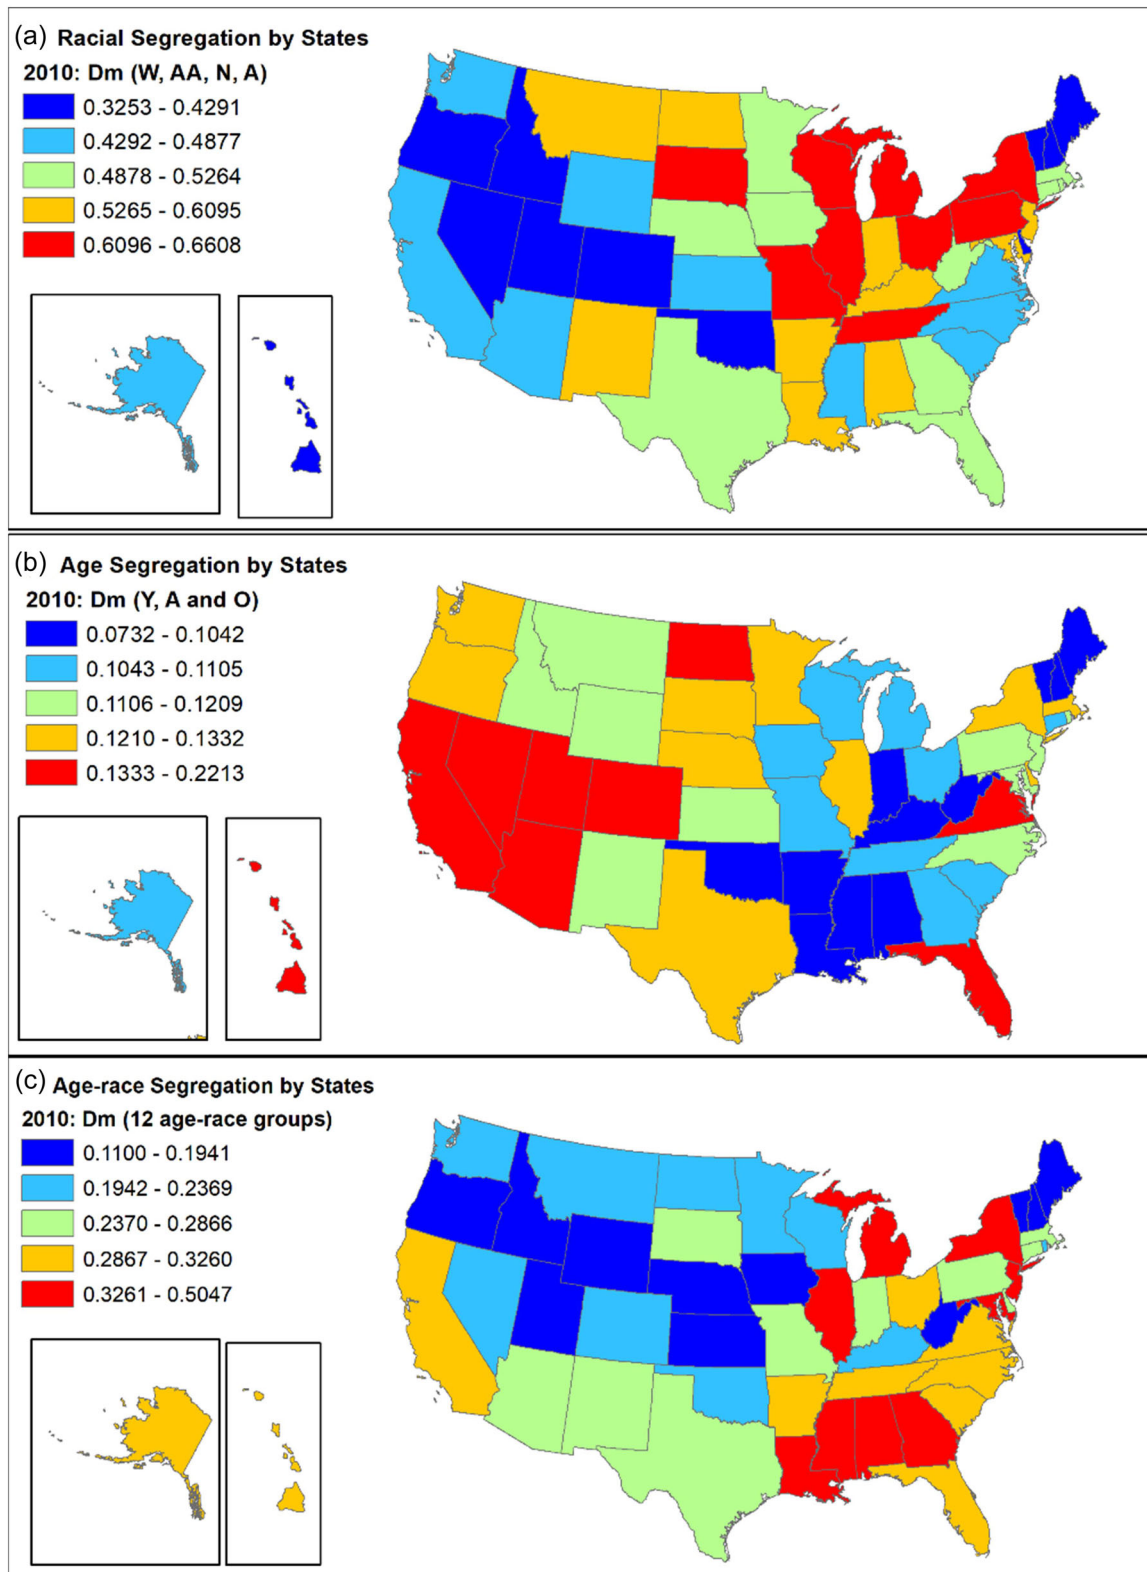 (a) Racial Segregation by States
2010: Dm (W, AA, N, A)
0.3253 - 0.4291
0.4292 - 0.4877
0.4878 - 0.5264
0.5265 - 0.6095
0.6096 - 0.6608
(b) Age Segregation by States
2010: Dm (Y, A and O)
0.0732 - 0.1042
0.1043 - 0.1105
0.1106 - 0.1209
0.1210 - 0.1332
0.1333 - 0.2213
(c) Age-race Segregation by States
2010: Dm (12 age-race groups)
0.1100 - 0.1941
0.1942 - 0.2369
0.2370 - 0.2866
0.2867 - 0.3260
0.3261 - 0.5047